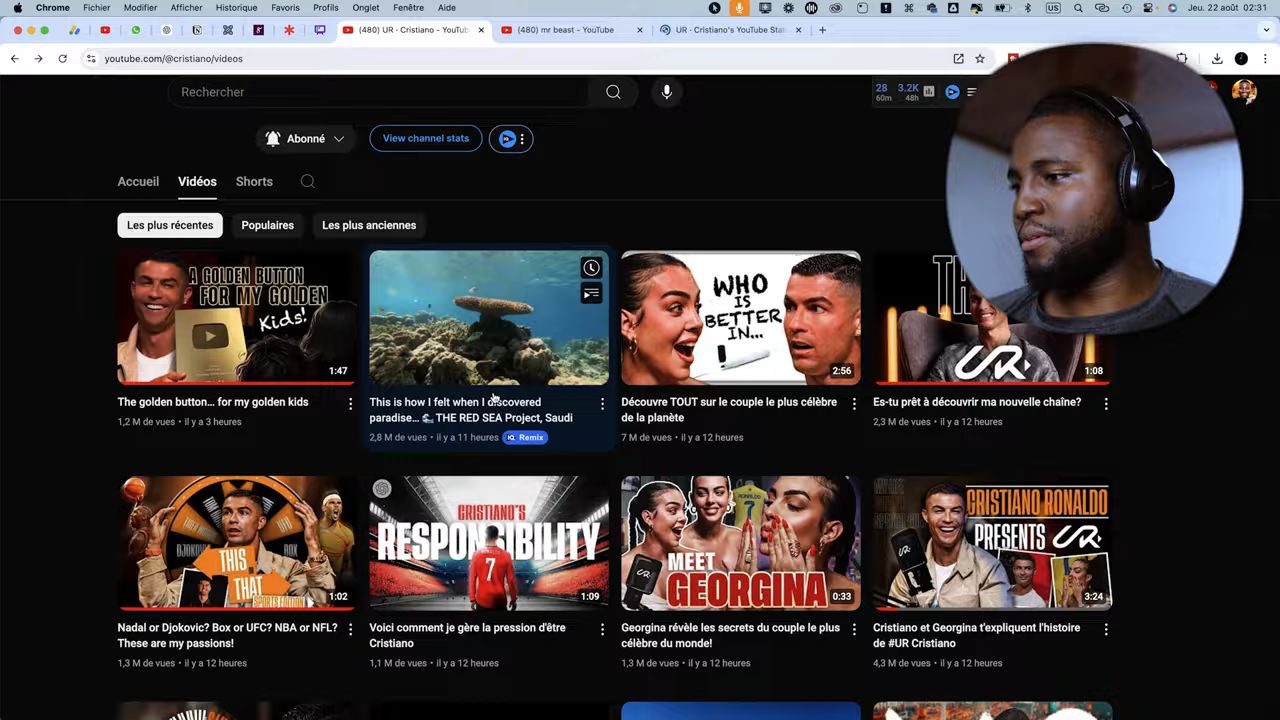 Chrome Fichier Modifier Affichage Historique Favoris Profils Onglet Fenêtre Aide US Jeu. 22 août 02:31
(480) UR · Cristiano - YouTub
(480) mr beast - YouTube
UR · Cristiano's YouTube Stat
youtube.com/@cristiano/videos
Rechercher
28 3.2K
60m 48h
Abonné
View channel stats
Accueil Vidéos Shorts
Les plus récentes Populaires Les plus anciennes
A GOLDEN BUTTON
FOR MY GOLDEN
Kids!
1:47
WHO
IS
BETTER
IN...
2:56
UR
1:08
The golden button… for my golden kids
1,2 M de vues • il y a 3 heures
This is how I felt when I discovered
paradise… 🌊 THE RED SEA Project, Saudi
2,8 M de vues • il y a 11 heures
Remix
Découvre TOUT sur le couple le plus célèbre
de la planète
7 M de vues • il y a 12 heures
Es-tu prêt à découvrir ma nouvelle chaîne?
2,3 M de vues • il y a 12 heures
DJOKOVIC
BOX
THIS
THAT
SPORTS EDITION
1:02
CRISTIANO'S
RESPONSIBILITY
7
1:09
RONALDO
7
MEET
GEORGINA
0:33
CRISTIANO RONALDO
PRESENTS UR
3:24
Nadal or Djokovic? Box or UFC? NBA or NFL?
These are my passions!
1,3 M de vues • il y a 12 heures
Voici comment je gère la pression d'être
Cristiano
1,1 M de vues • il y a 12 heures
Georgina révèle les secrets du couple le plus
célèbre du monde!
1,3 M de vues • il y a 12 heures
Cristiano et Georgina t'expliquent l'histoire
de #UR Cristiano
4,3 M de vues • il y a 12 heures